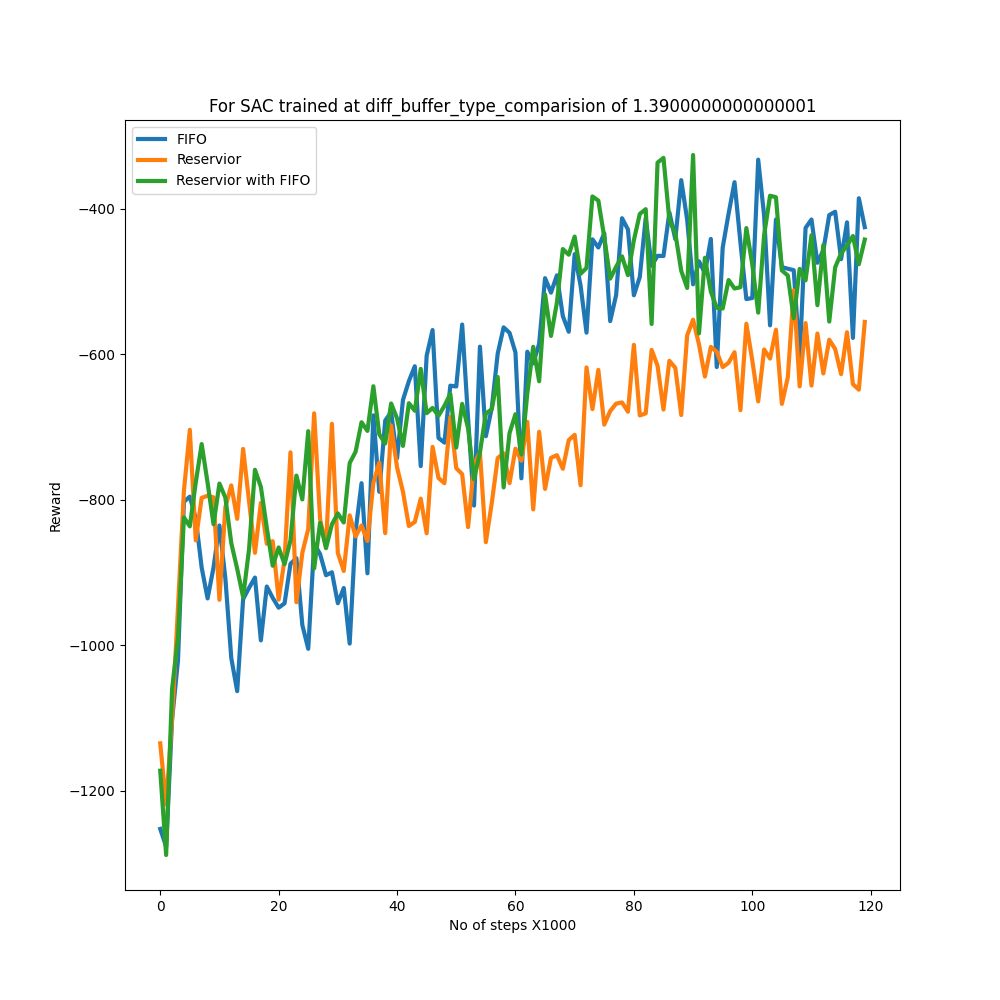 For SAC trained at diff_buffer_type_comparision of 1.3900000000000001
FIFO
Reservior
Reservior with FIFO
−400
−600
−800
−1000
−1200
Reward
0 20 40 60 80 100 120
No of steps X1000